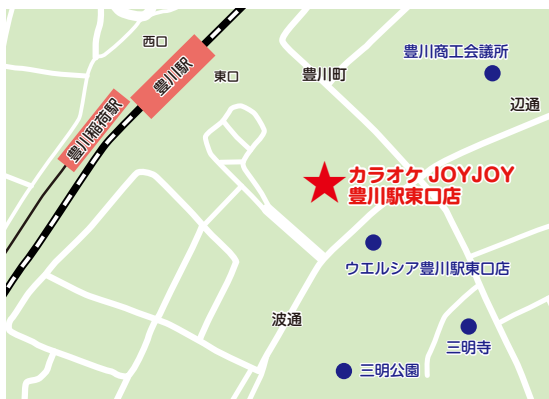 西口
豊川駅
東口
豊川稲荷駅
豊川町
豊川商工会議所
辺通
カラオケ JOYJOY
豊川駅東口店
ウエルシア豊川駅東口店
波通
三明寺
三明公園